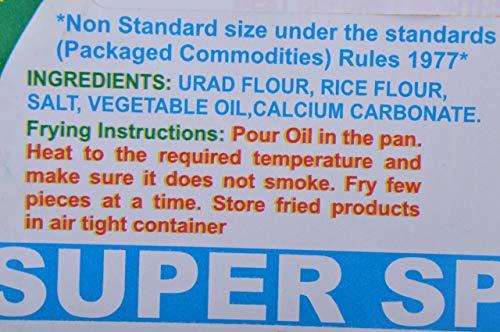 *Non Standard size under the standards
(Packaged Commodities) Rules 1977*
INGREDIENTS: URAD FLOUR, RICE FLOUR,
SALT, VEGETABLE OIL,CALCIUM CARBONATE.
Frying Instructions: Pour Oil in the pan.
Heat to the required temperature and
make sure it does not smoke. Fry few
pieces at a time. Store fried products
in air tight container
SUPER SP